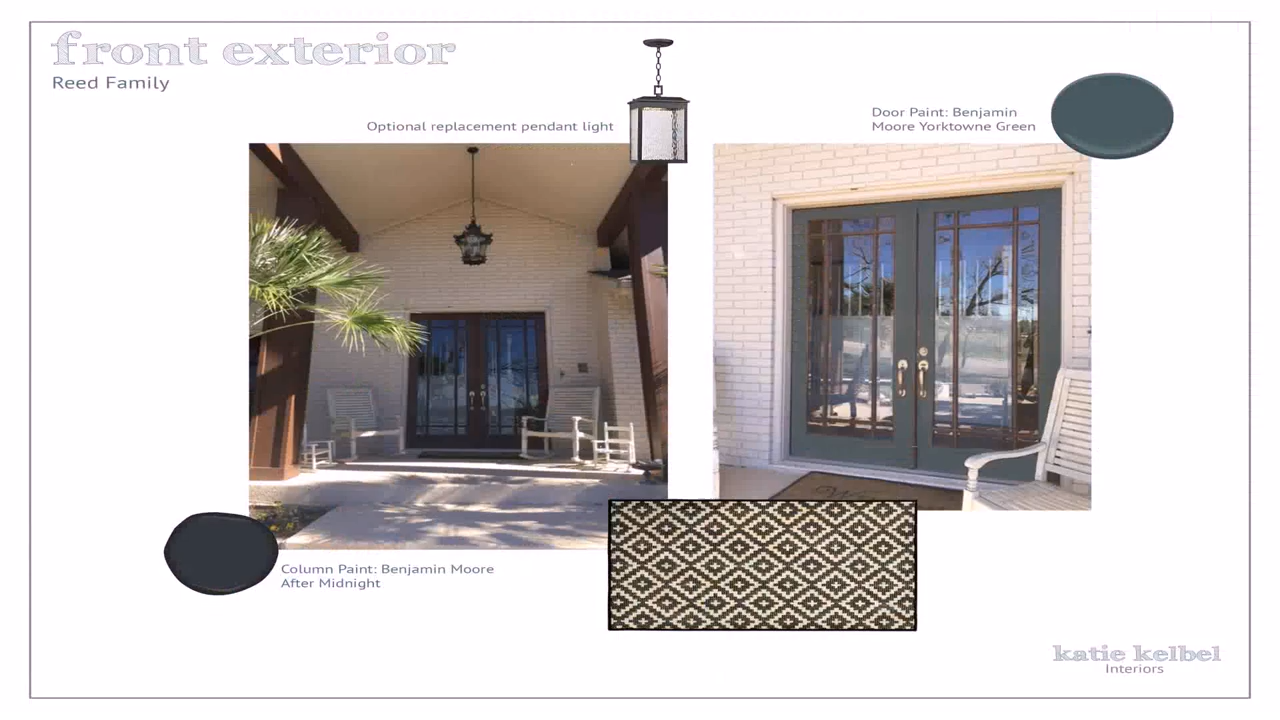 front exterior
Reed Family
Optional replacement pendant light
Door Paint: Benjamin
Moore Yorktowne Green
Column Paint: Benjamin Moore
After Midnight
katie kelbel
Interiors